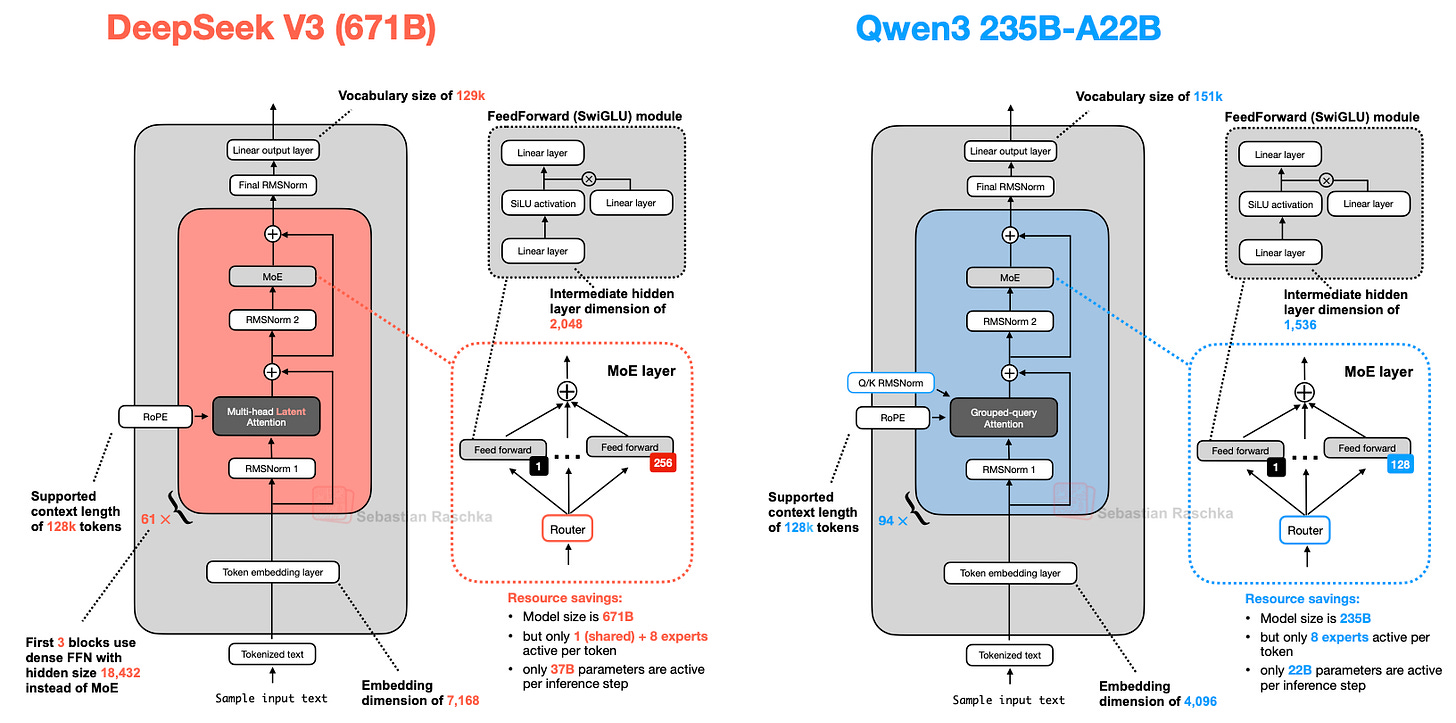 DeepSeek V3 (671B)
Vocabulary size of 129k
FeedForward (SwiGLU) module
Linear output layer
Linear layer
Final RMSNorm
SiLU activation
Linear layer
Linear layer
MoE
Intermediate hidden
layer dimension of
2,048
RMSNorm 2
MoE layer
RoPE
Multi-head Latent
Attention
Feed forward
1
Feed forward
256
RMSNorm 1
Supported
context length
of 128k tokens
61 ×
Sebastian Raschka
Router
Token embedding layer
Resource savings:
• Model size is 671B
• but only 1 (shared) + 8 experts
active per token
• only 37B parameters are active
per inference step
First 3 blocks use
dense FFN with
hidden size 18,432
instead of MoE
Tokenized text
Sample input text
Embedding
dimension of 7,168
Qwen3 235B-A22B
Vocabulary size of 151k
FeedForward (SwiGLU) module
Linear output layer
Linear layer
Final RMSNorm
SiLU activation
Linear layer
Linear layer
MoE
Intermediate hidden
layer dimension of
1,536
RMSNorm 2
MoE layer
Q/K RMSNorm
RoPE
Grouped-query
Attention
Feed forward
1
Feed forward
128
RMSNorm 1
Supported
context length
of 128k tokens
94 ×
Sebastian Raschka
Router
Token embedding layer
Resource savings:
• Model size is 235B
• but only 8 experts active per
token
• only 22B parameters are active
per inference step
Tokenized text
Sample input text
Embedding
dimension of 4,096